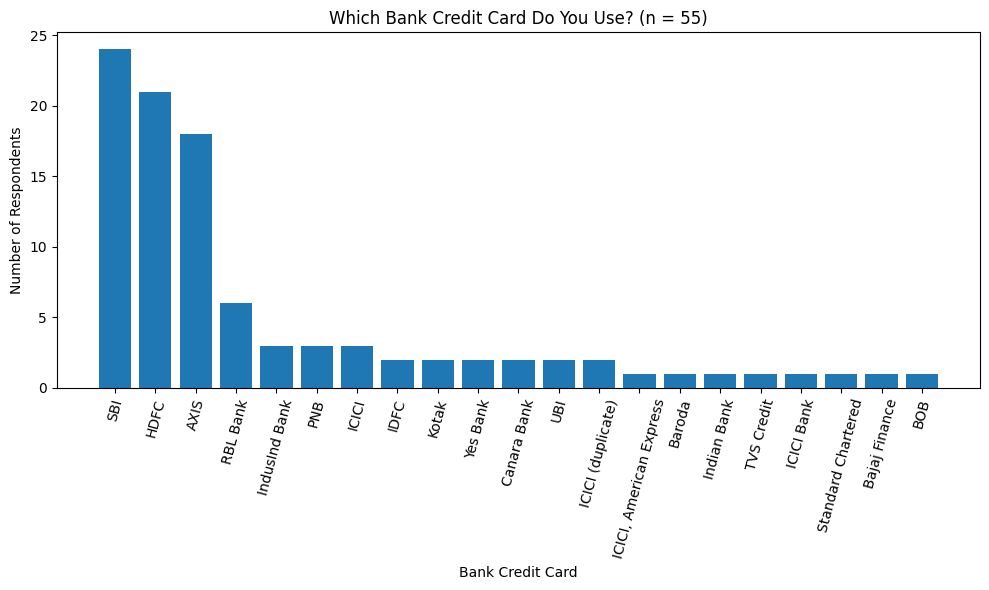 Which Bank Credit Card Do You Use? (n = 55)
Number of Respondents
25
20
15
10
5
0
SBI
HDFC
AXIS
RBL Bank
IndusInd Bank
PNB
ICICI
IDFC
Kotak
Yes Bank
Canara Bank
UBI
ICICI (duplicate)
ICICI, American Express
Baroda
Indian Bank
TVS Credit
ICICI Bank
Standard Chartered
Bajaj Finance
BOB
Bank Credit Card